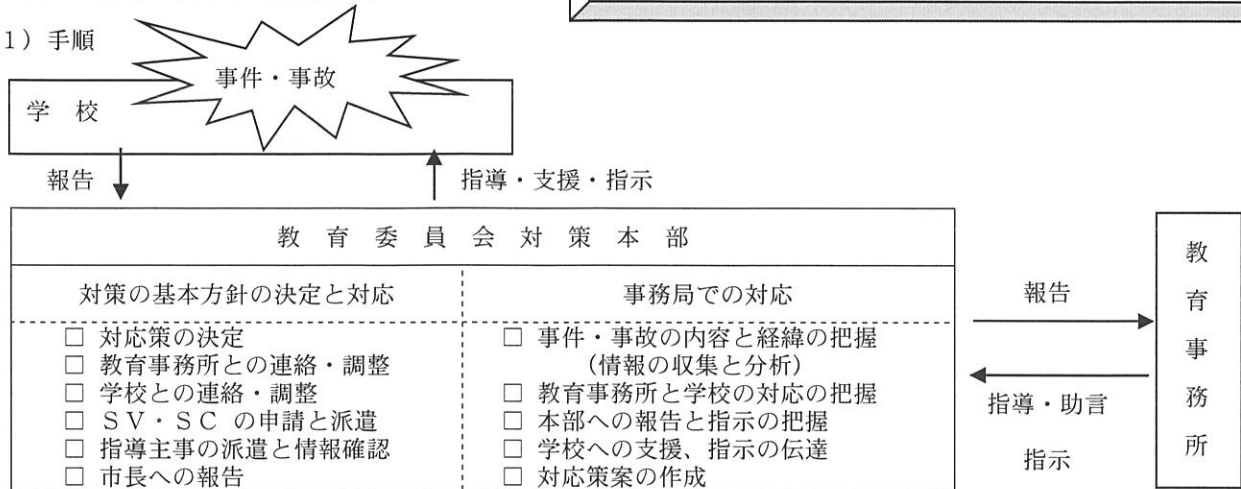 1）手順
事件・事故
学 校
報告
指導・支援・指示
教 育 委 員 会 対 策 本 部
対策の基本方針の決定と対応
□ 対応策の決定
□ 教育事務所との連絡・調整
□ 学校との連絡・調整
□ ＳＶ・ＳＣ の申請と派遣
□ 指導主事の派遣と情報確認
□ 市長への報告
事務局での対応
□ 事件・事故の内容と経緯の把握
（情報の収集と分析）
□ 教育事務所と学校の対応の把握
□ 本部への報告と指示の把握
□ 学校への支援、指示の伝達
□ 対応策案の作成
報告
指導・助言
指示
教
育
事
務
所